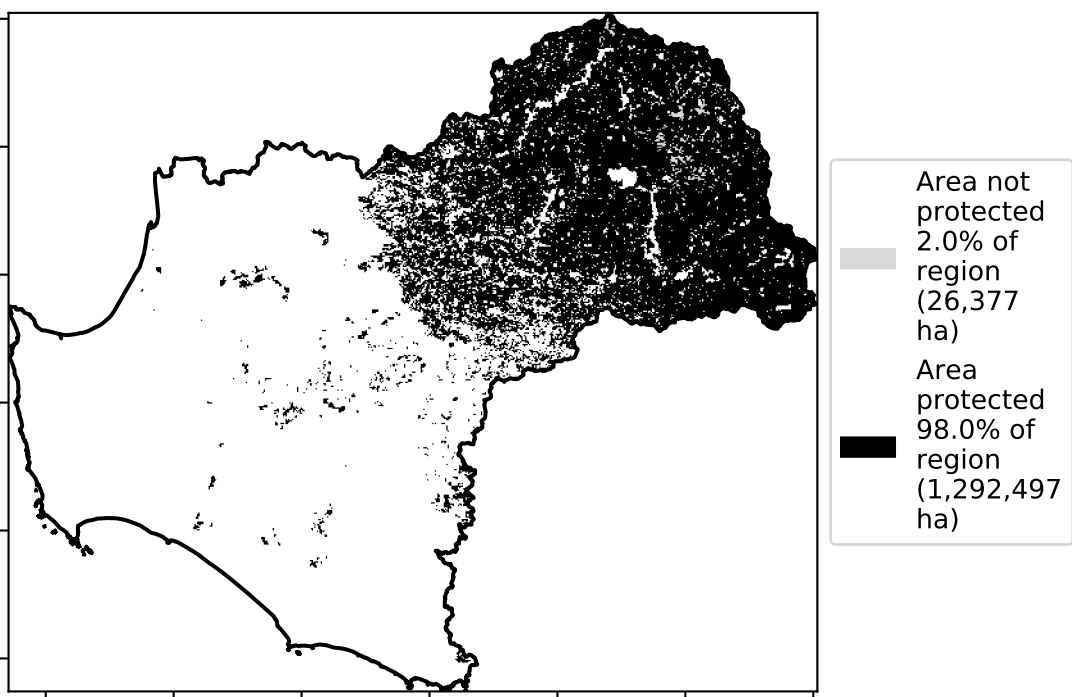 Area not
protected
2.0% of
region
(26,377
ha)
Area
protected
98.0% of
region
(1,292,497
ha)